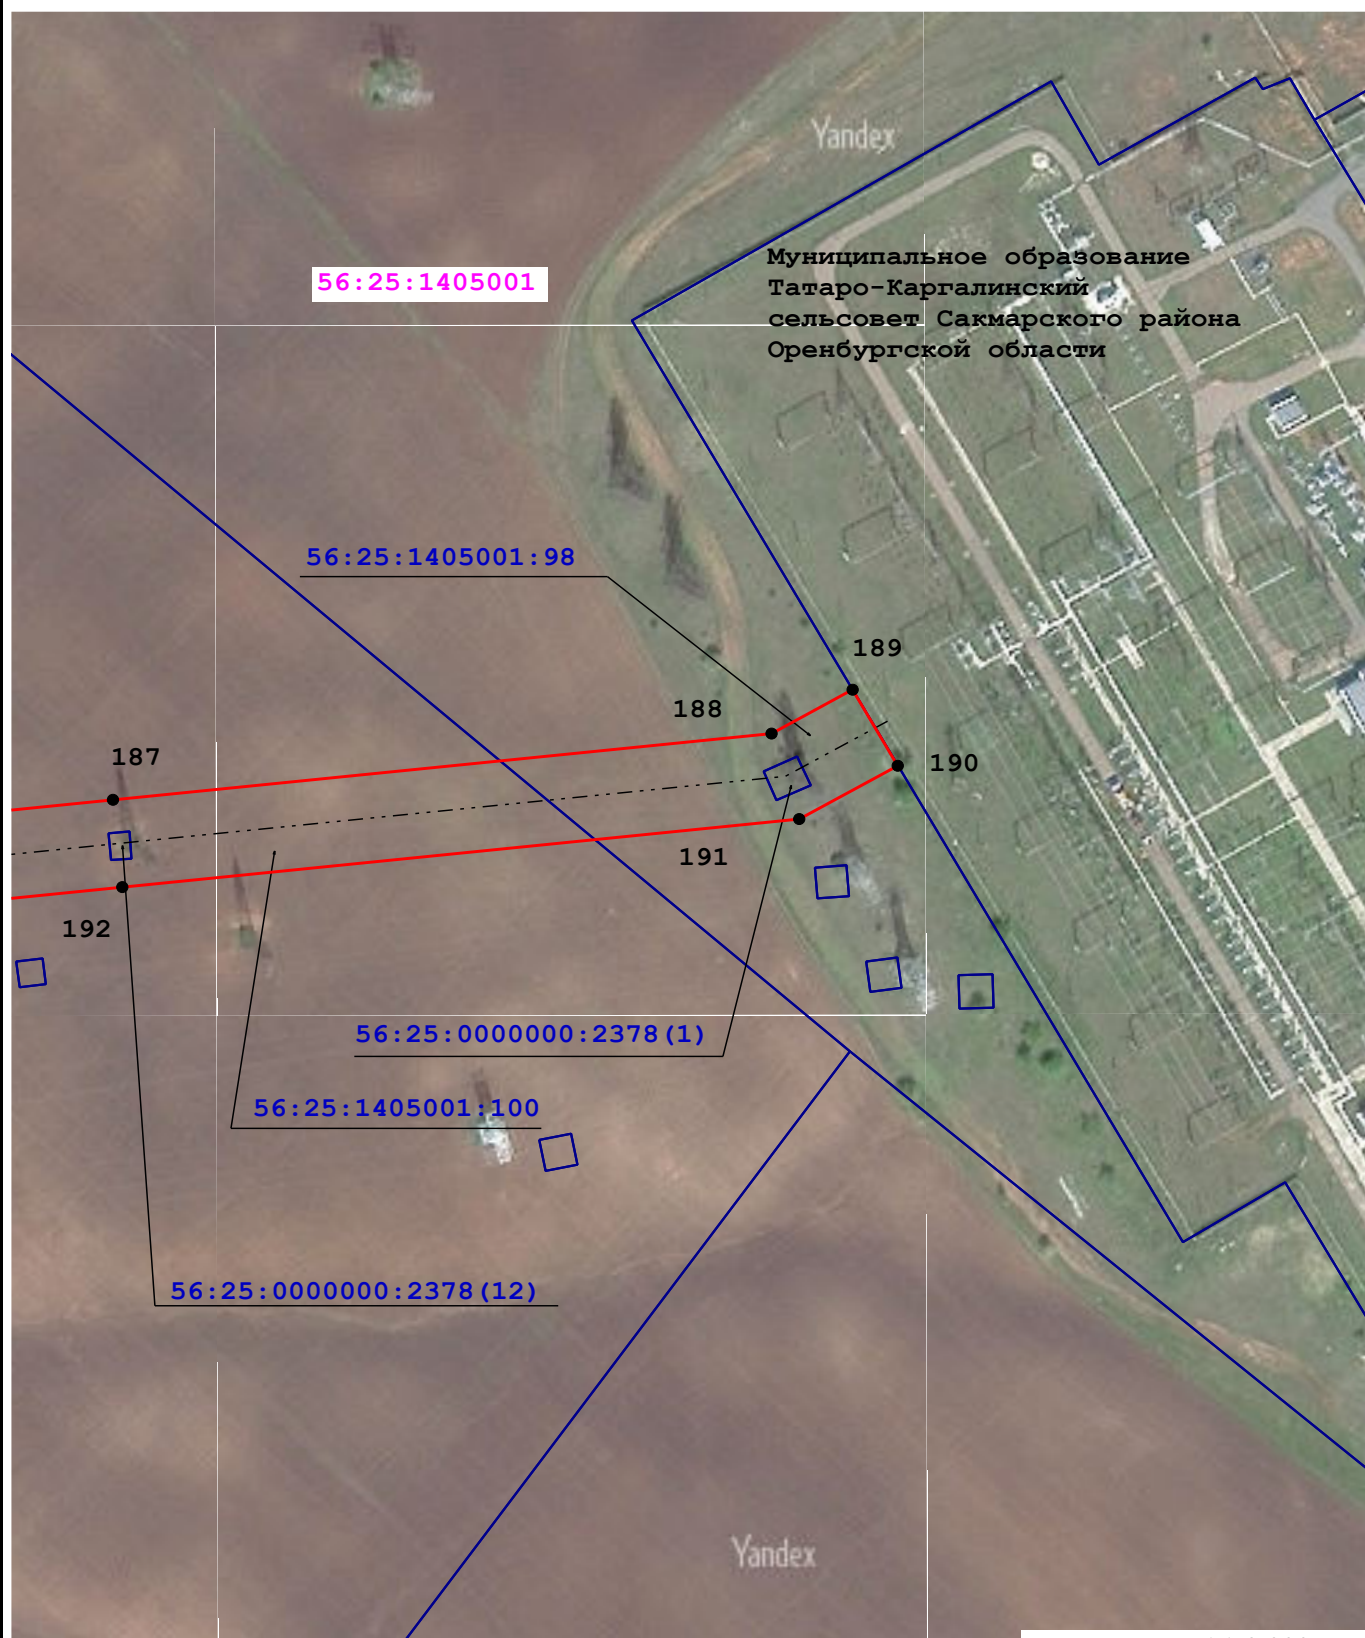 Yandex
56:25:1405001
Муниципальное образование
Татаро-Каргалинский
сельсовет Сакмарского района
Оренбургской области
56:25:1405001:98
189
188
187
190
191
192
56:25:0000000:2378(1)
56:25:1405001:100
56:25:0000000:2378(12)
Yandex